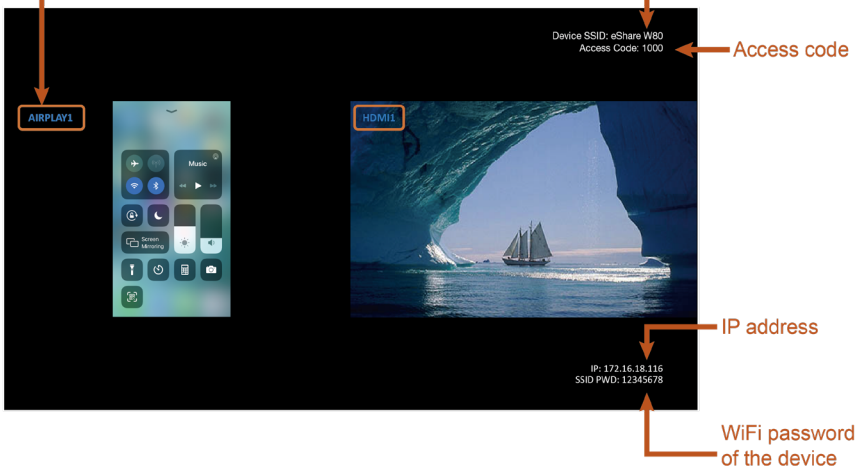 Device SSID: eShare W80
Access Code: 1000
Access code
AIRPLAY1
HDMI1
Music
Screen
Mirroring
IP address
IP: 172.16.18.116
SSID PWD: 12345678
WiFi password
of the device